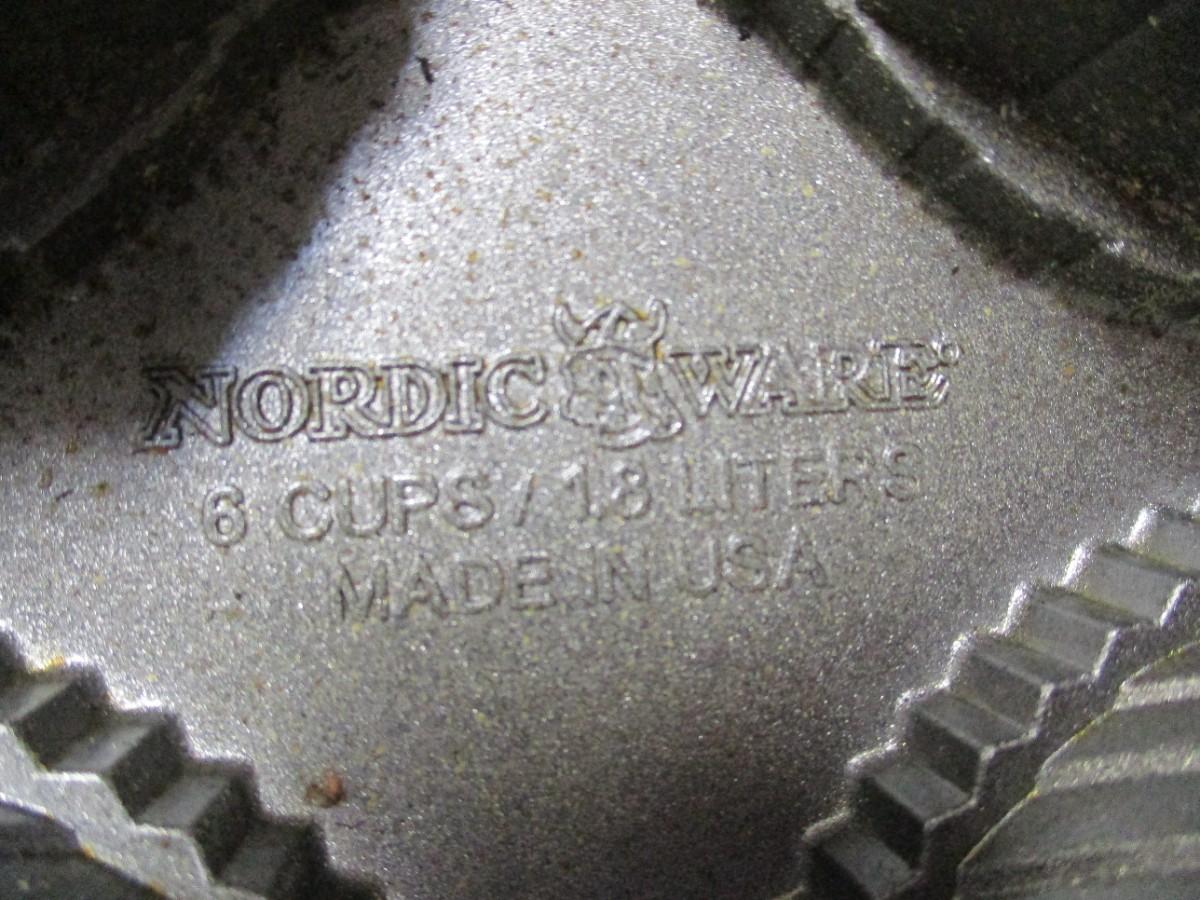 NORDIC WARE®
6 CUPS / 1.8 LITERS
MADE IN USA